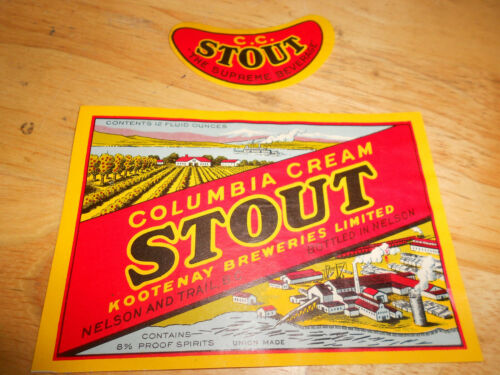 C.C.
STOUT
THE SUPREME BEVERAGE
CONTENTS 12 FLUID OUNCES
COLUMBIA CREAM
STOUT
KOOTENAY BREWERIES LIMITED
NELSON AND TRAIL
BOTTLED IN NELSON
CONTAINS
8% PROOF SPIRITS
UNION MADE